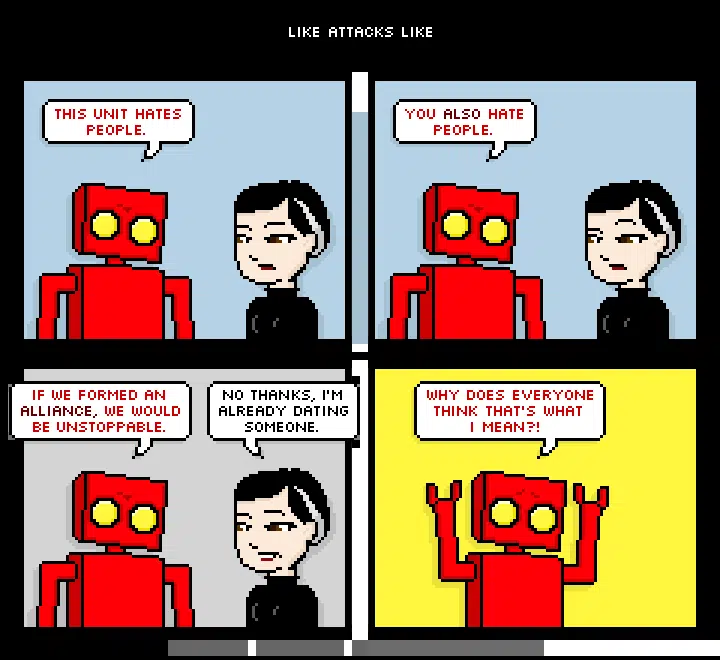 LIKE ATTACKS LIKE
THIS UNIT HATES
PEOPLE.
YOU ALSO HATE
PEOPLE.
IF WE FORMED AN
ALLIANCE, WE WOULD
BE UNSTOPPABLE.
NO THANKS, I'M
ALREADY DATING
SOMEONE.
WHY DOES EVERYONE
THINK THAT'S WHAT
I MEAN?!